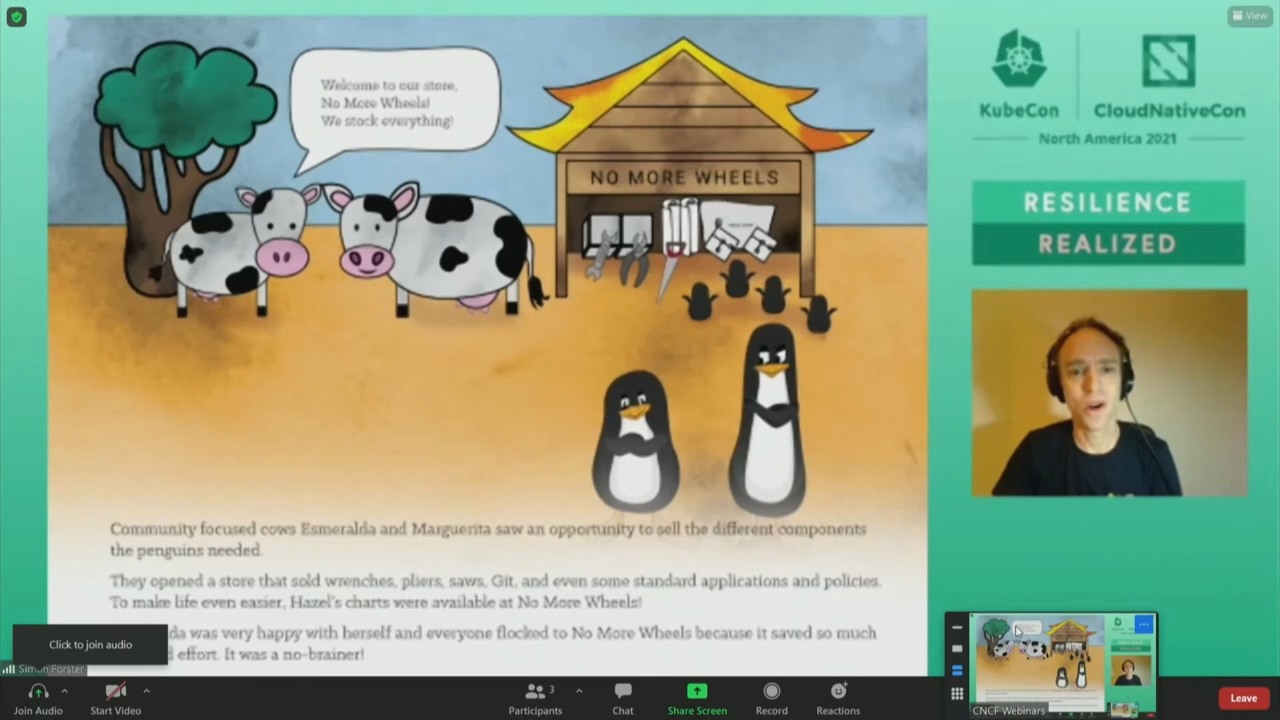 View
Welcome to our store,
No More Wheels!
We stock everything!
NO MORE WHEELS
KubeCon
CloudNativeCon
North America 2021
RESILIENCE
REALIZED
Community focused cows Esmeralda and Marguerita saw an opportunity to sell the different components
the penguins needed.
They opened a store that sold wrenches, pliers, saws, Git, and even some standard applications and policies.
To make life even easier, Hazel's charts were available at No More Wheels!
da was very happy with herself and everyone flocked to No More Wheels because it saved so much
effort. It was a no-brainer!
Click to join audio
Simon Forster
CNCF Webinars
Join Audio
Start Video
Participants
3
Chat
Share Screen
Record
Reactions
Leave